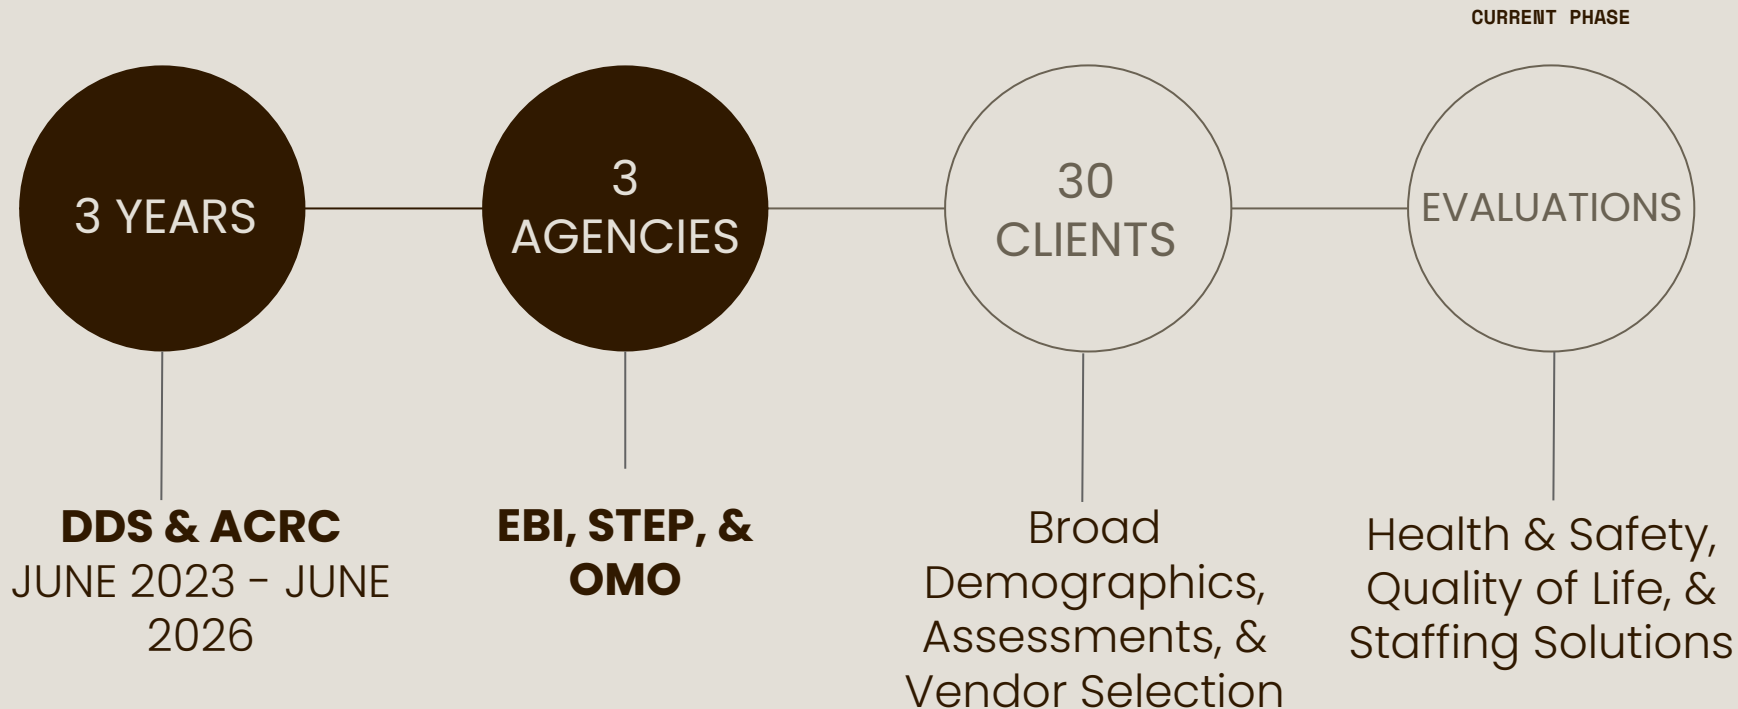 CURRENT PHASE
3 YEARS
3
AGENCIES
30
CLIENTS
EVALUATIONS
DDS & ACRC
JUNE 2023 - JUNE
2026
EBI, STEP, &
OMO
Broad
Demographics,
Assessments, &
Vendor Selection
Health & Safety,
Quality of Life, &
Staffing Solutions